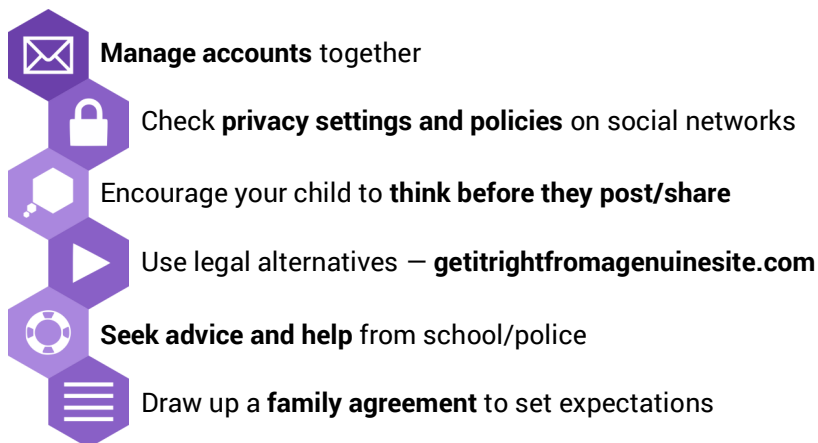 Manage accounts together
Check privacy settings and policies on social networks
Encourage your child to think before they post/share
Use legal alternatives — getitrightfromagenuinesite.com
Seek advice and help from school/police
Draw up a family agreement to set expectations